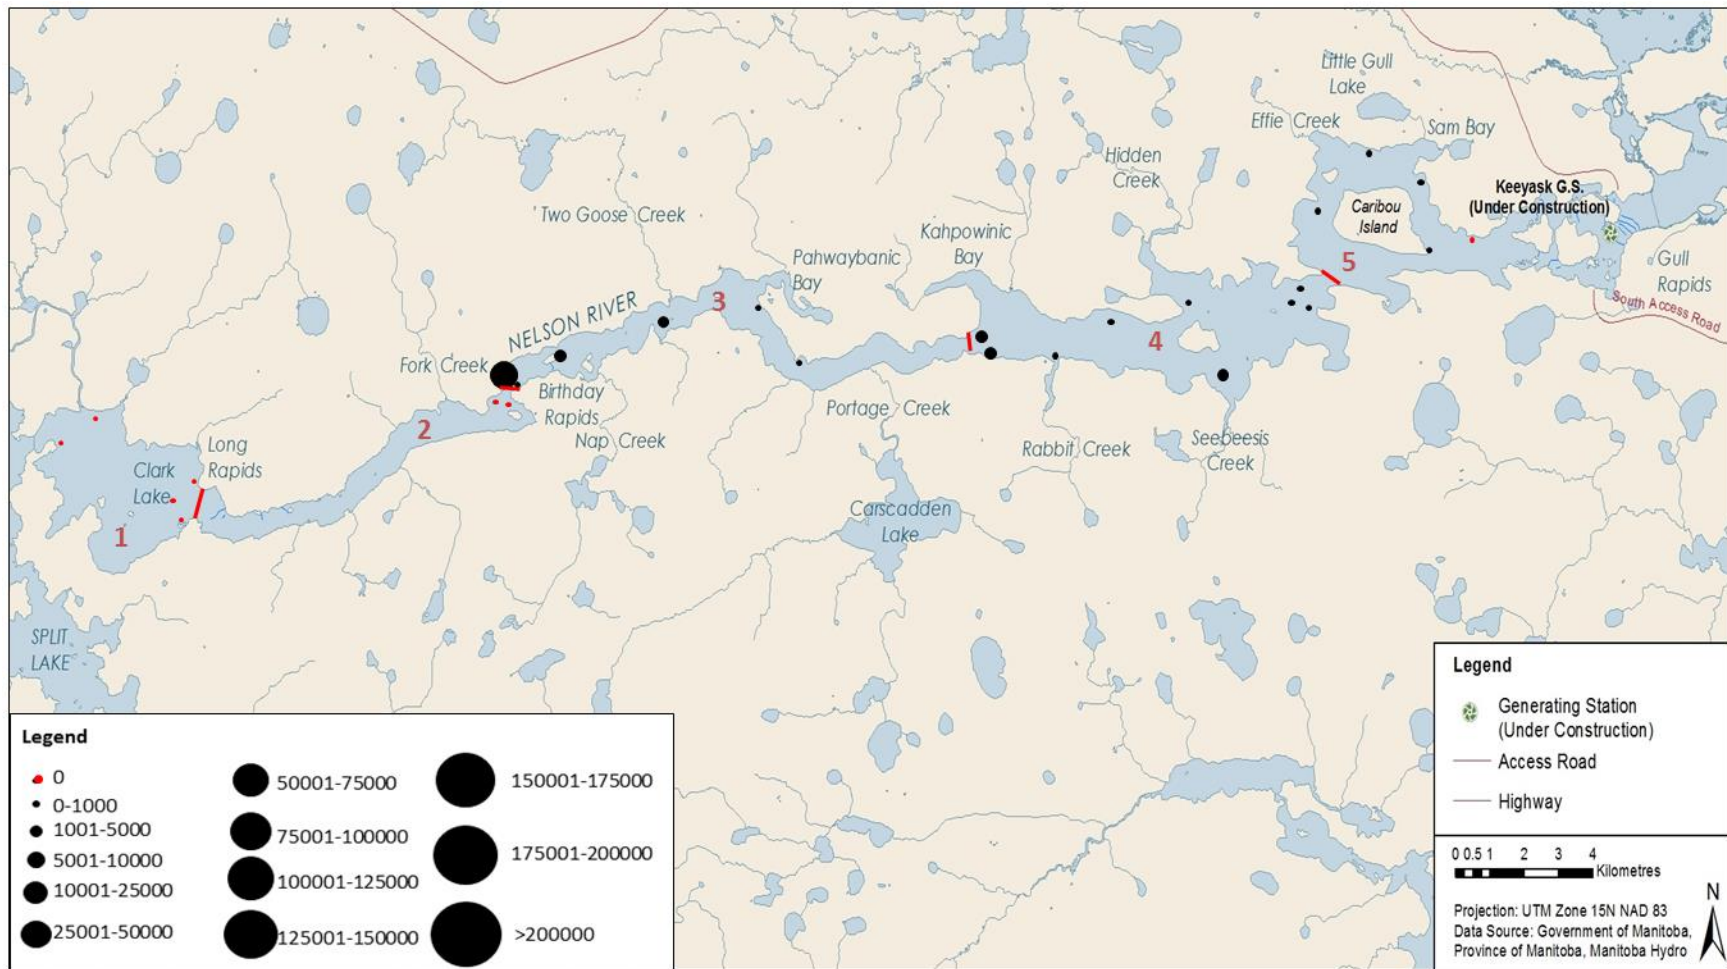 Little Gull
Lake
Effie Creek
Sam Bay
Hidden
Creek
Keeyask G.S.
(Under Construction)
Caribou
Island
Two Goose Creek
Kahpowinic
Bay
Pahwaybanic
Bay
5
Gull
Rapids
South Access Road
3
NELSON RIVER
4
Fork Creek
Birthday
Rapids
Portage Creek
2
Nap Creek
Rabbit Creek
Seebeesis
Creek
Long
Rapids
Clark
Lake
1
Carscadden
Lake
SPLIT
LAKE
Legend
0
0-1000
1001-5000
5001-10000
10001-25000
25001-50000
50001-75000
75001-100000
100001-125000
125001-150000
150001-175000
175001-200000
>200000
Legend
Generating Station
(Under Construction)
Access Road
Highway
0 0.5 1 2 3 4
Kilometres
Projection: UTM Zone 15N NAD 83
Data Source: Government of Manitoba,
Province of Manitoba, Manitoba Hydro
N